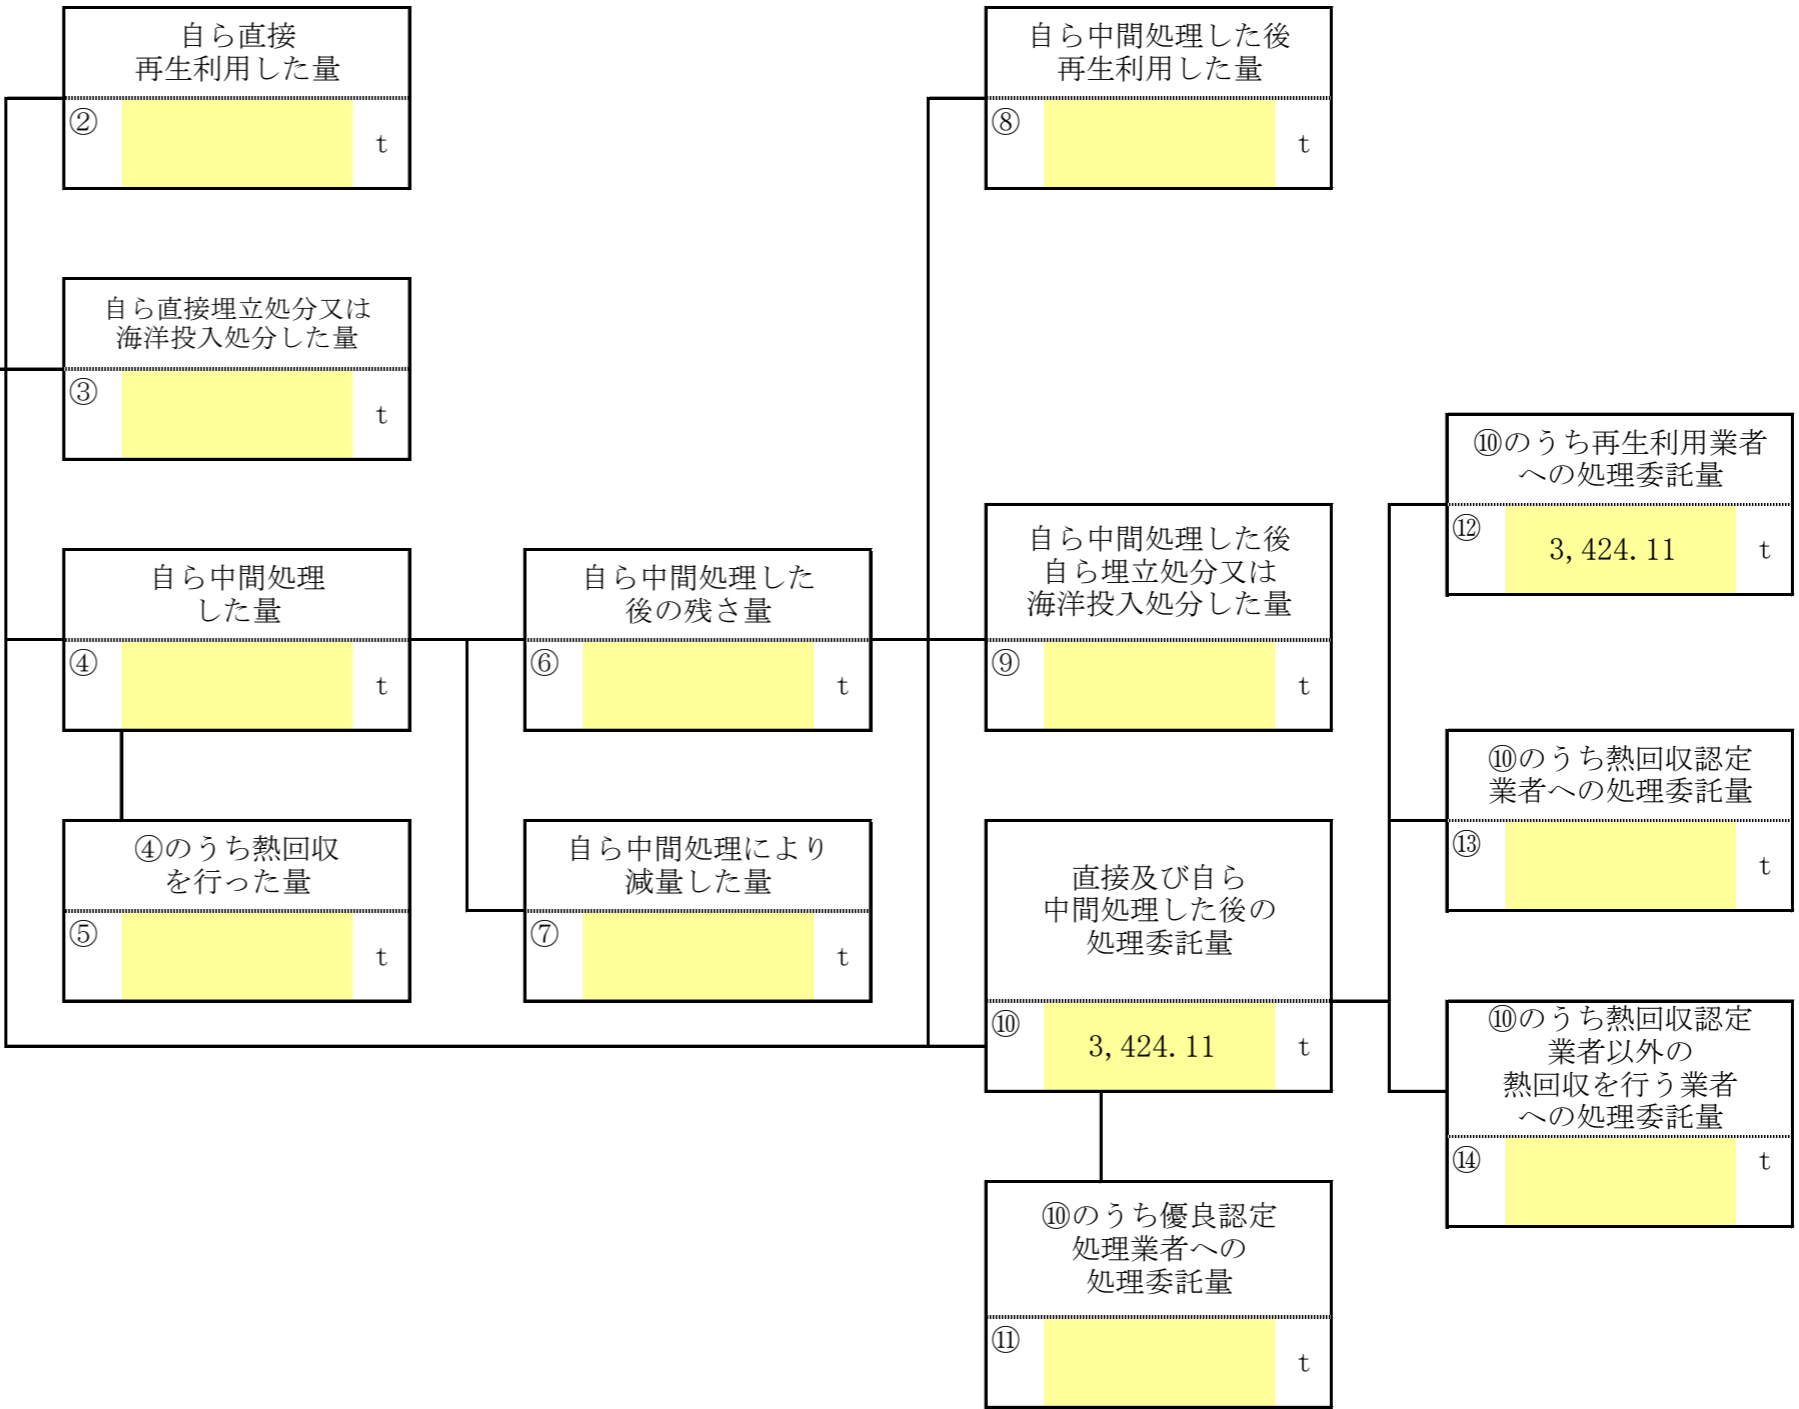 自ら直接
再生利用した量
②
t
自ら中間処理した後
再生利用した量
⑧
t
自ら直接埋立処分又は
海洋投入処分した量
③
t
⑩のうち再生利用業者
への処理委託量
⑫
3,424.11
t
自ら中間処理
した量
④
t
自ら中間処理した
後の残さ量
⑥
t
自ら中間処理した後
自ら埋立処分又は
海洋投入処分した量
⑨
t
⑩のうち熱回収認定
業者への処理委託量
⑬
t
④のうち熱回収
を行った量
⑤
t
自ら中間処理により
減量した量
⑦
t
直接及び自ら
中間処理した後の
処理委託量
⑩
3,424.11
t
⑩のうち熱回収認定
業者以外の
熱回収を行う業者
への処理委託量
⑭
t
⑩のうち優良認定
処理業者への
処理委託量
⑪
t